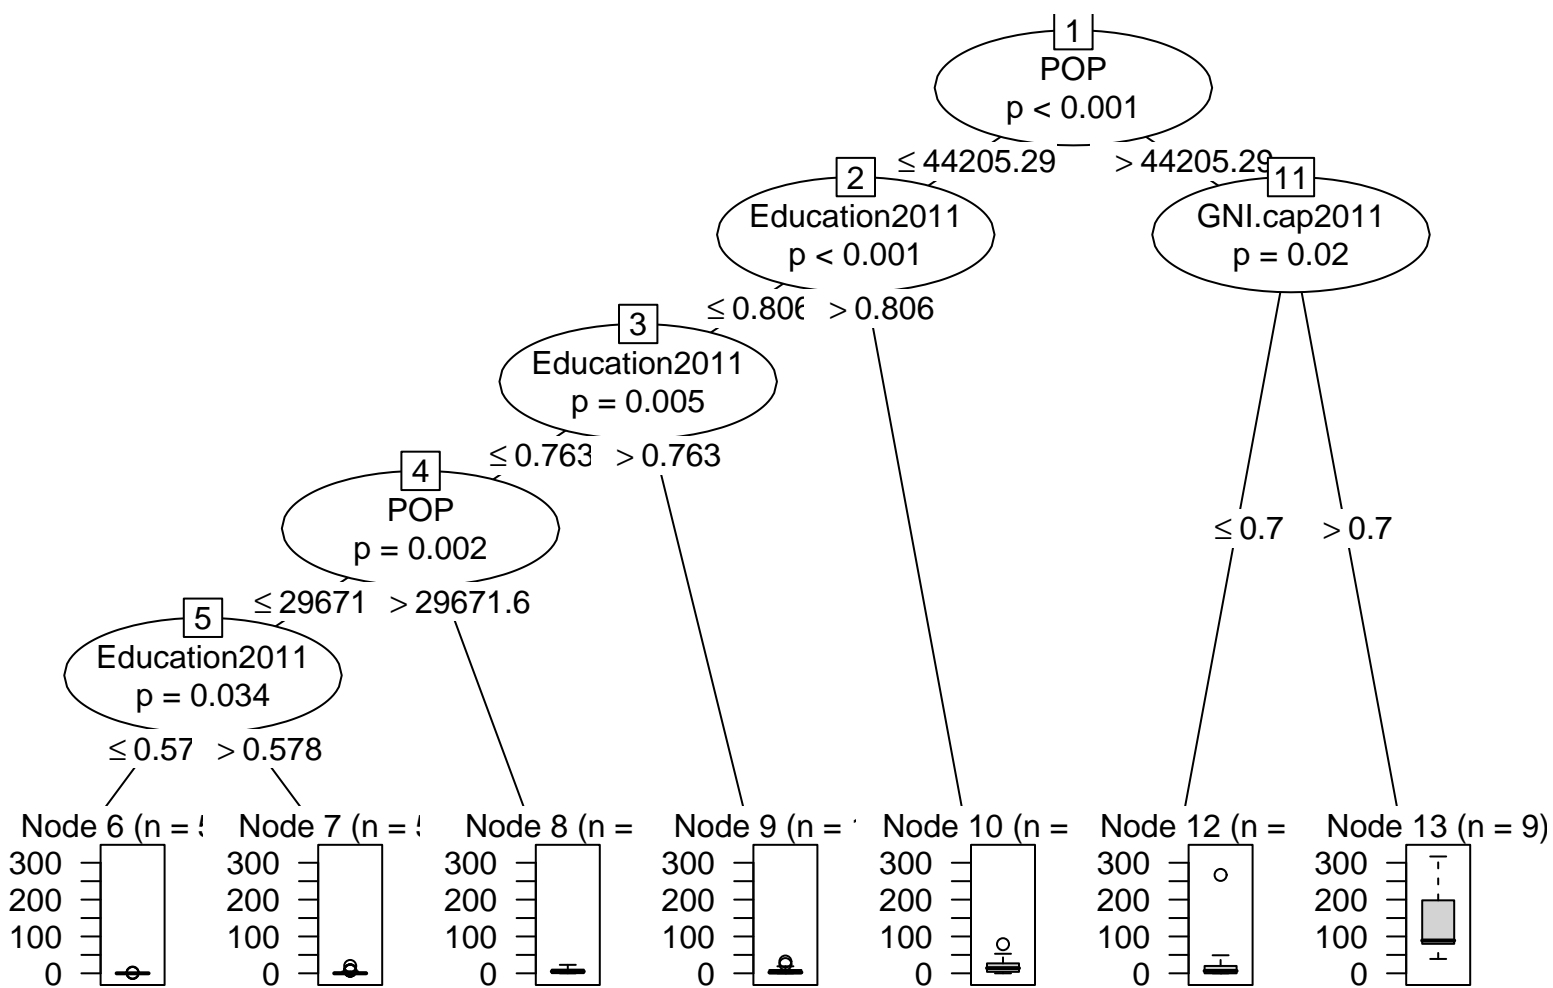 1
POP
p < 0.001
≤ 44205.29 > 44205.29
2
Education2011
p < 0.001
11
GNI.cap2011
p = 0.02
≤ 0.806 > 0.806
3
Education2011
p = 0.005
≤ 0.763 > 0.763
4
POP
p = 0.002
≤ 0.7 > 0.7
≤ 29671 > 29671.6
5
Education2011
p = 0.034
≤ 0.57 > 0.578
Node 6 (n =
300
200
100
0
Node 7 (n =
300
200
100
0
Node 8 (n =
300
200
100
0
Node 9 (n =
300
200
100
0
Node 10 (n =
300
200
100
0
Node 12 (n =
300
200
100
0
Node 13 (n = 9)
300
200
100
0